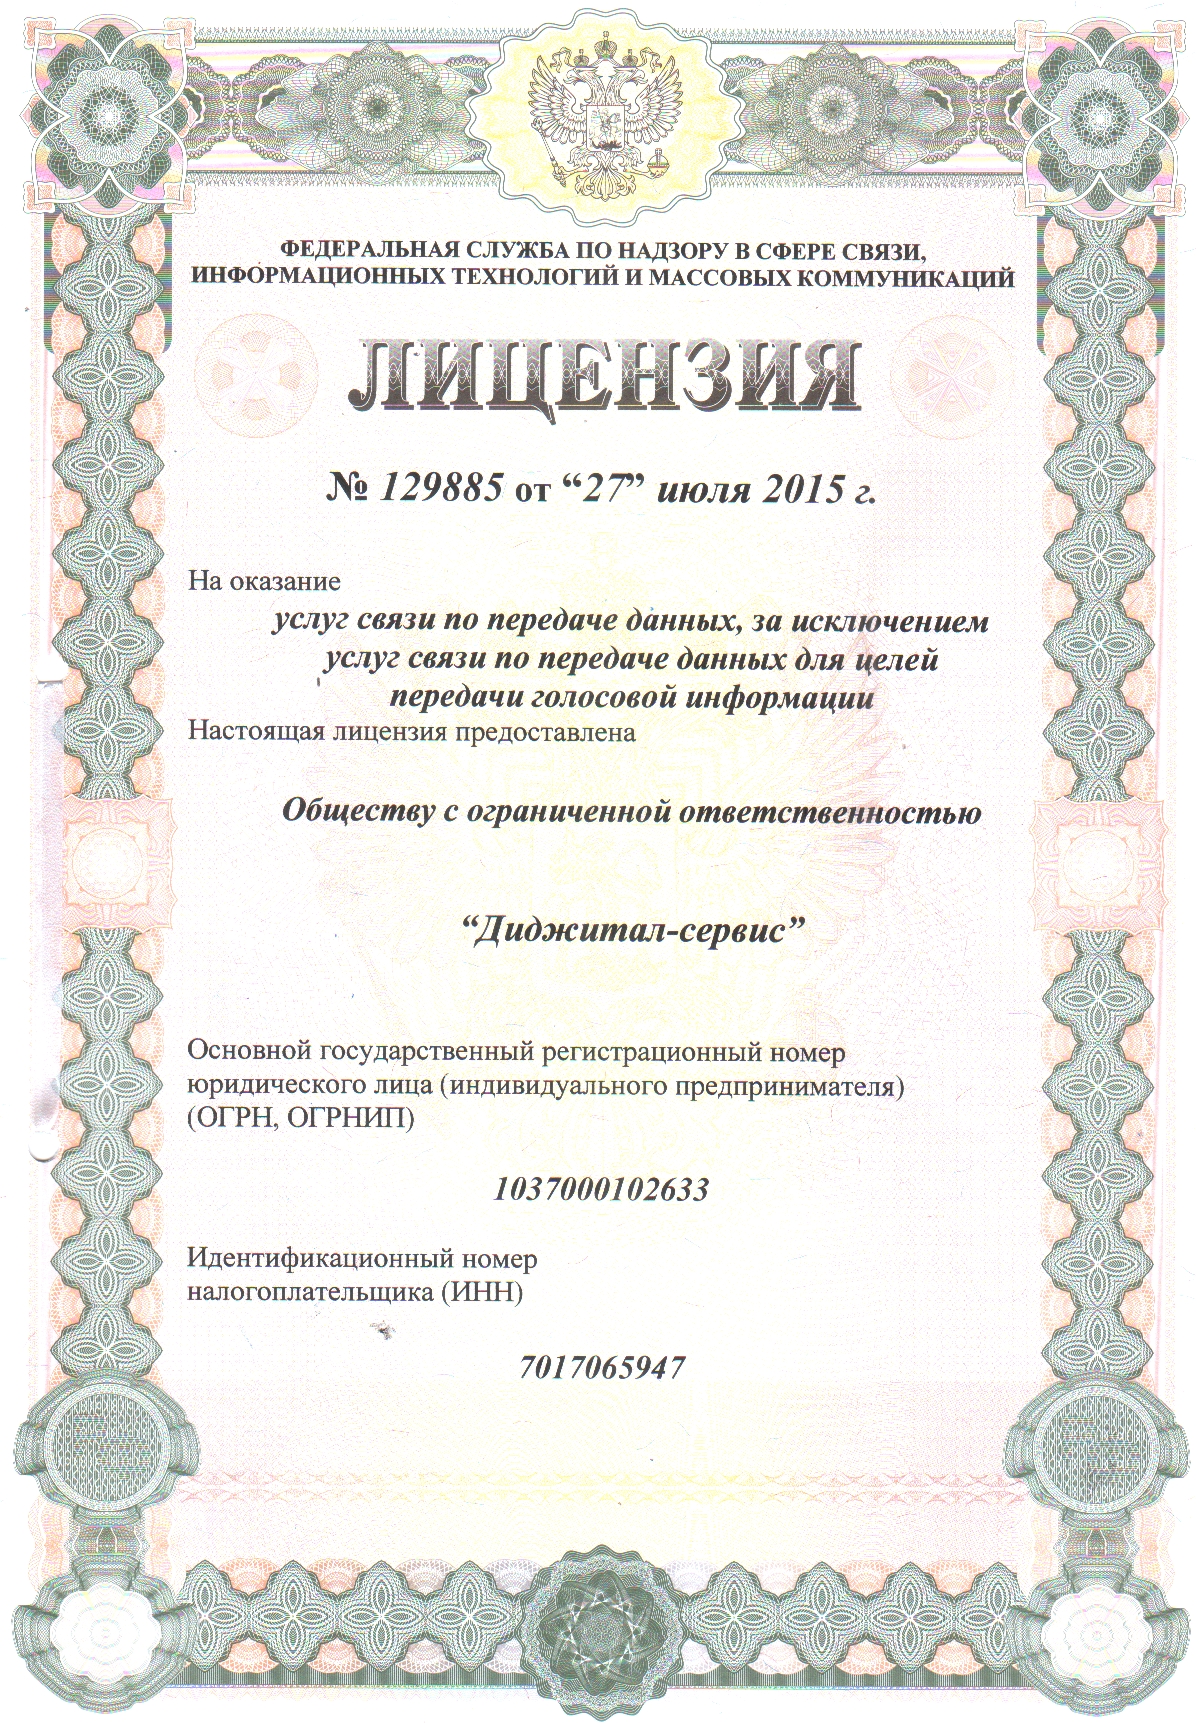 ФЕДЕРАЛЬНАЯ СЛУЖБА ПО НАДЗОРУ В СФЕРЕ СВЯЗИ,
ИНФОРМАЦИОННЫХ ТЕХНОЛОГИЙ И МАССОВЫХ КОММУНИКАЦИЙ
ЛИЦЕНЗИЯ
№ 129885 от “27” июля 2015 г.
На оказание
услуг связи по передаче данных, за исключением
услуг связи по передаче данных для целей
передачи голосовой информации
Настоящая лицензия предоставлена
Обществу с ограниченной ответственностью
“Диджитал-сервис”
Основной государственный регистрационный номер
юридического лица (индивидуального предпринимателя)
(ОГРН, ОГРНИП)
1037000102633
Идентификационный номер
налогоплательщика (ИНН)
7017065947